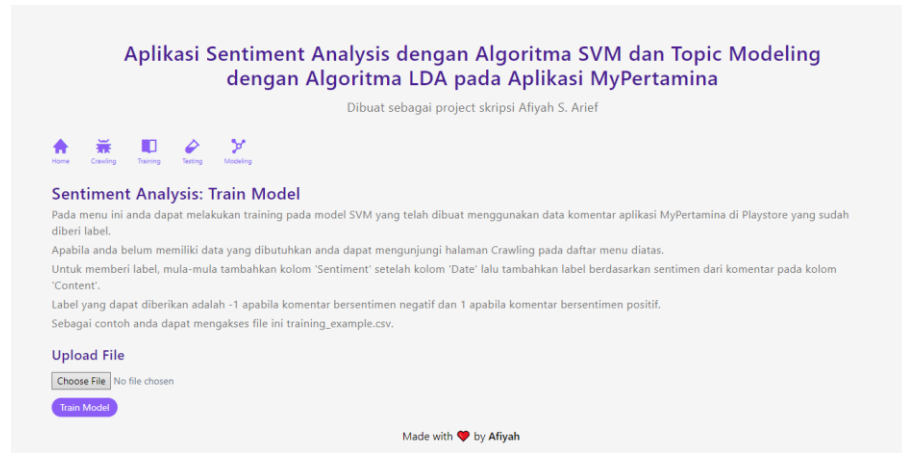 Aplikasi Sentiment Analysis dengan Algoritma SVM dan Topic Modeling
dengan Algoritma LDA pada Aplikasi MyPertamina
Dibuat sebagai project skripsi Afiyah S. Arief
Home Crawling Training Testing Modeling
Sentiment Analysis: Train Model
Pada menu ini anda dapat melakukan training pada model SVM yang telah dibuat menggunakan data komentar aplikasi MyPertamina di Playstore yang sudah
diberi label.
Apabila anda belum memiliki data yang dibutuhkan anda dapat mengunjungi halaman Crawling pada daftar menu diatas.
Untuk memberi label, mula-mula tambahkan kolom 'Sentiment' setelah kolom 'Date' lalu tambahkan label berdasarkan sentimen dari komentar pada kolom
'Content'.
Label yang dapat diberikan adalah -1 apabila komentar bersentimen negatif dan 1 apabila komentar bersentimen positif.
Sebagai contoh anda dapat mengakses file ini training_example.csv.
Upload File
Choose File No file chosen
Train Model
Made with ❤ by Afiyah